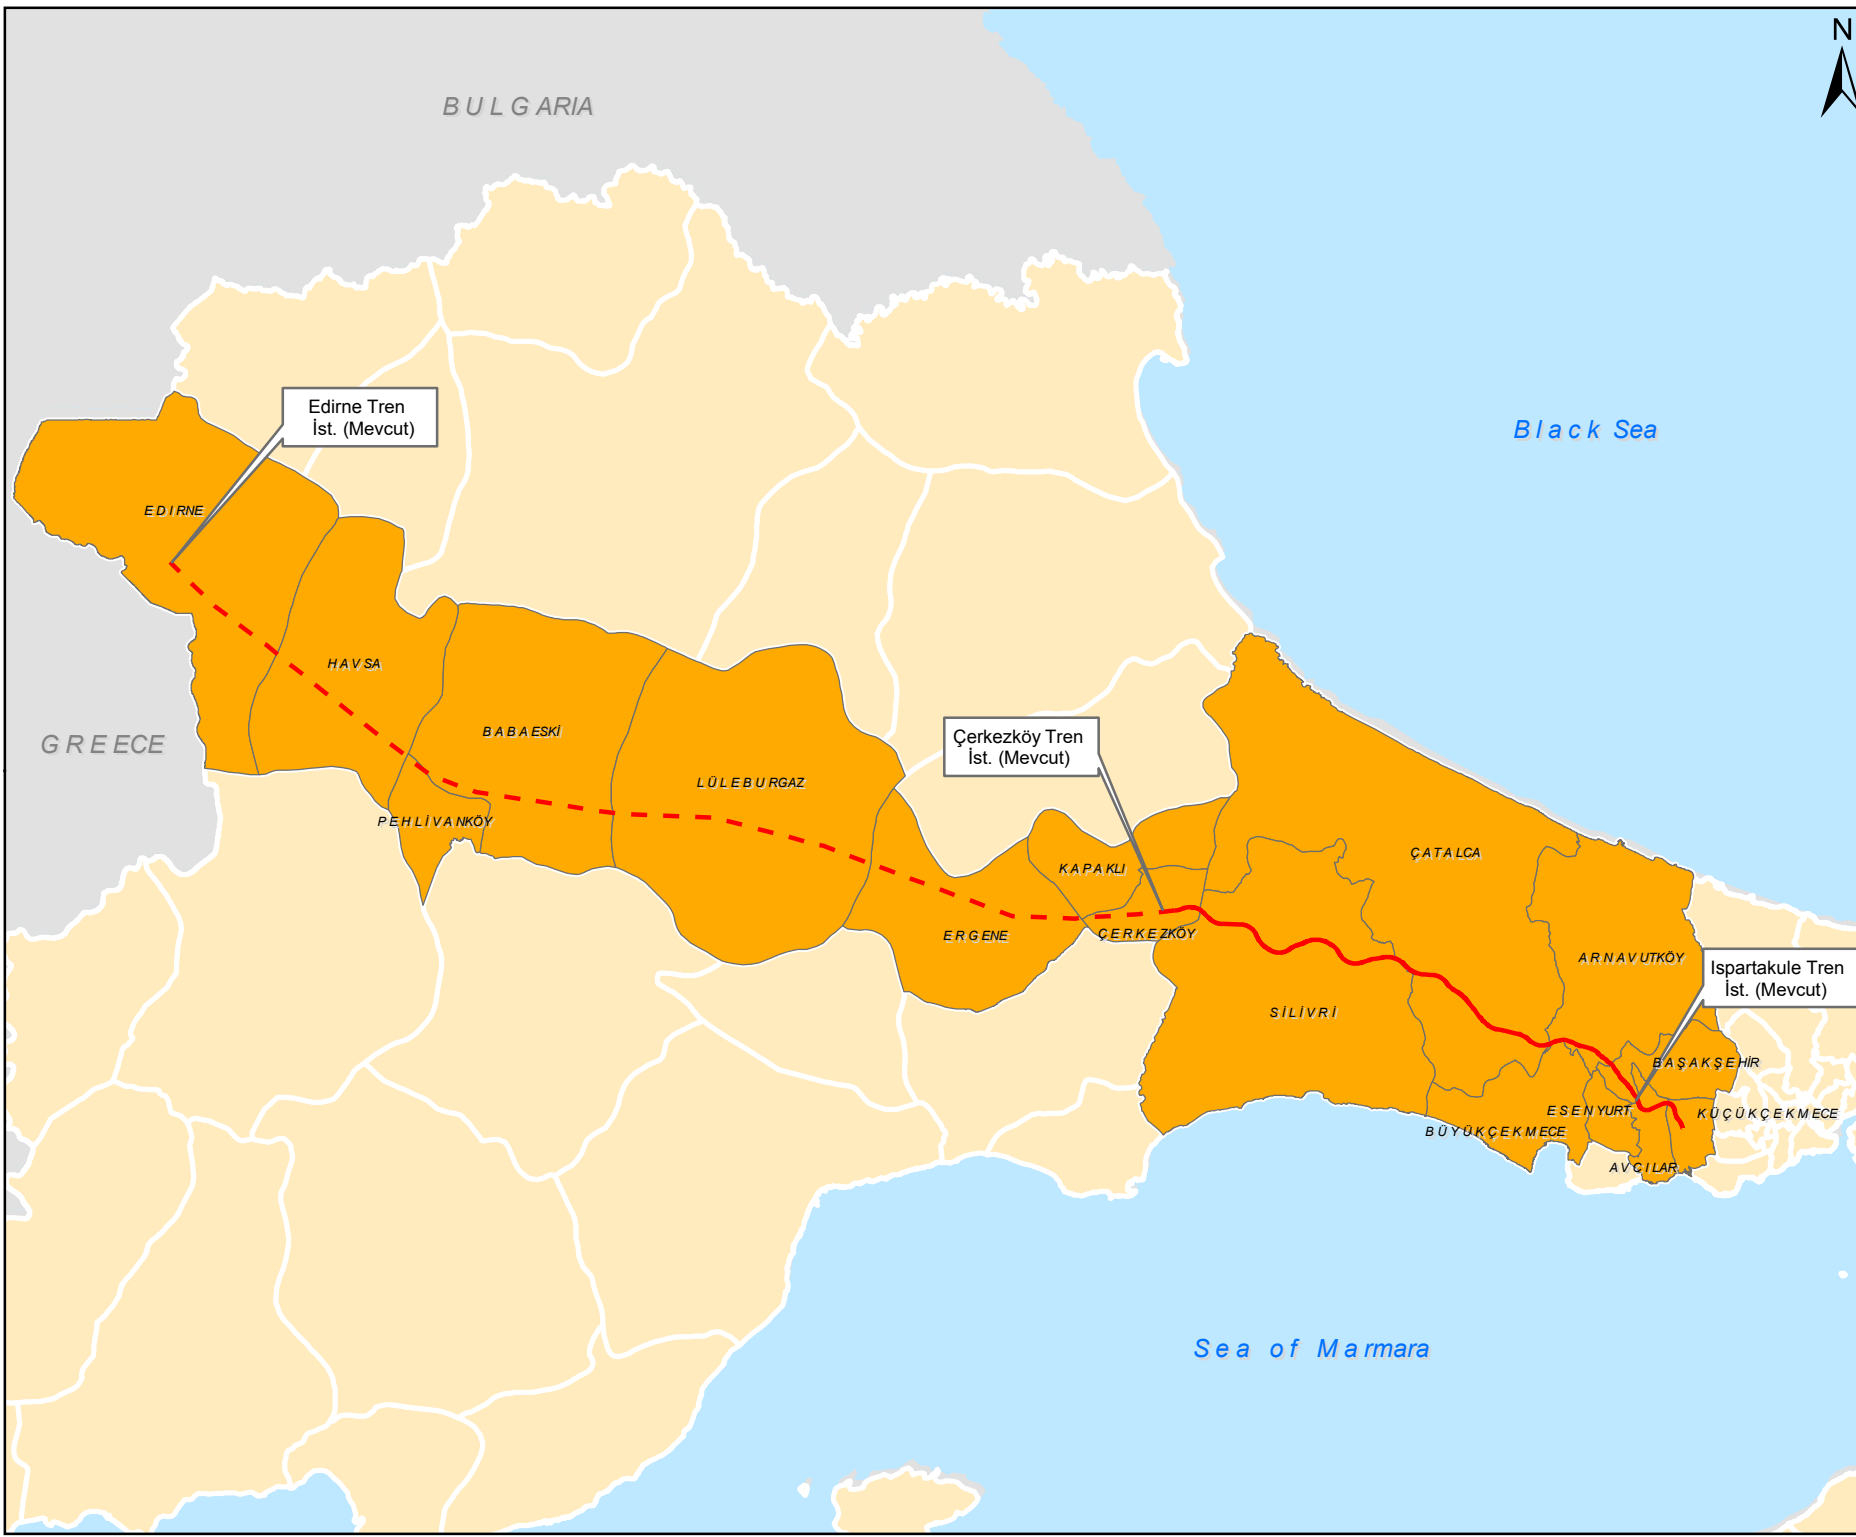 N
BULGARIA
Edirne Tren
İst. (Mevcut)
Black Sea
EDIRNE
HAVSA
BABAESKİ
GREECE
Çerkezköy Tren
İst. (Mevcut)
LÜLEBURGAZ
PEHLİVANKÖY
KAPAKLI
ÇATALCA
ERGENE
ÇERKEZKÖY
ARNAVUTKÖY
Ispartakule Tren
İst. (Mevcut)
SİLİVRİ
BAŞAKŞEHİR
ESENYURT
KÜÇÜKÇEKMECE
BÜYÜKÇEKMECE
AVCILAR
Sea of Marmara